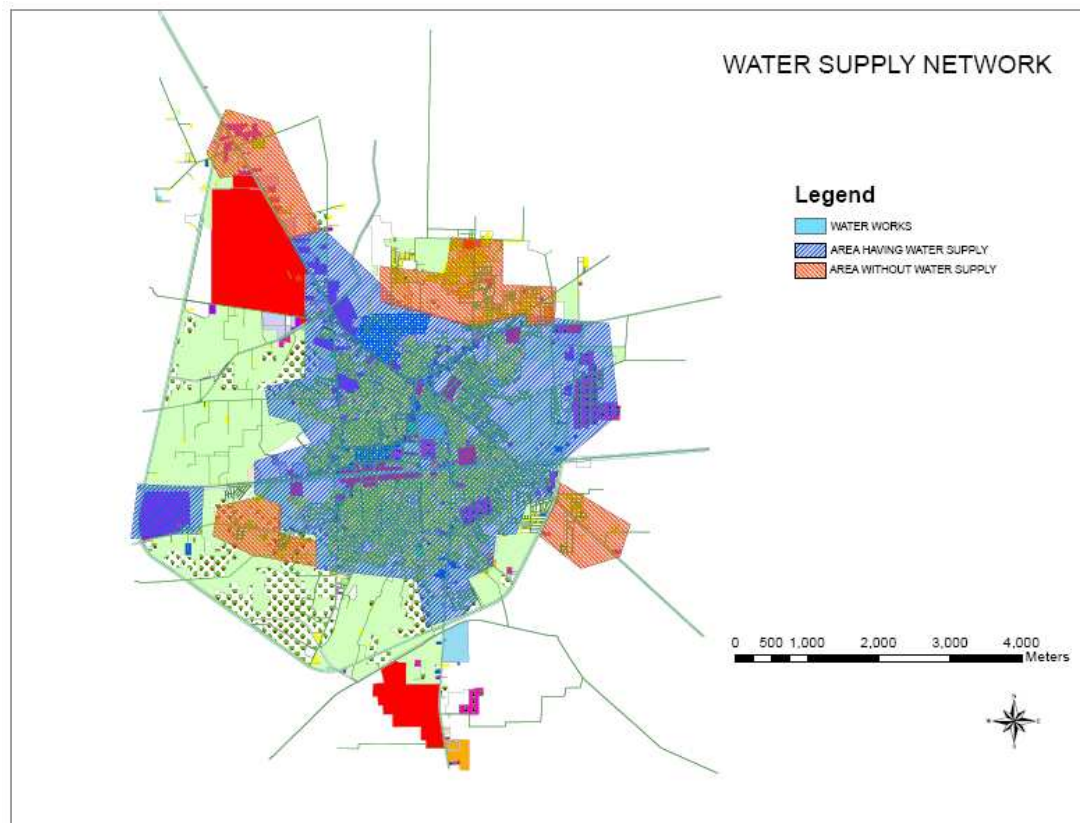 WATER SUPPLY NETWORK
Legend
WATER WORKS
AREA HAVING WATER SUPPLY
AREA WITHOUT WATER SUPPLY
0 500 1,000 2,000 3,000 4,000
Meters
N
S